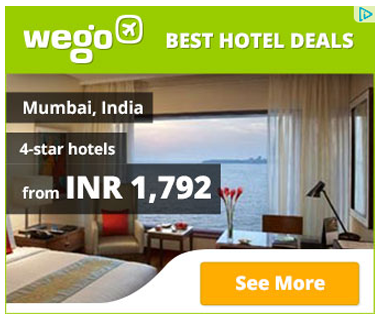 wego
BEST HOTEL DEALS
Mumbai, India
4-star hotels
from INR 1,792
See More